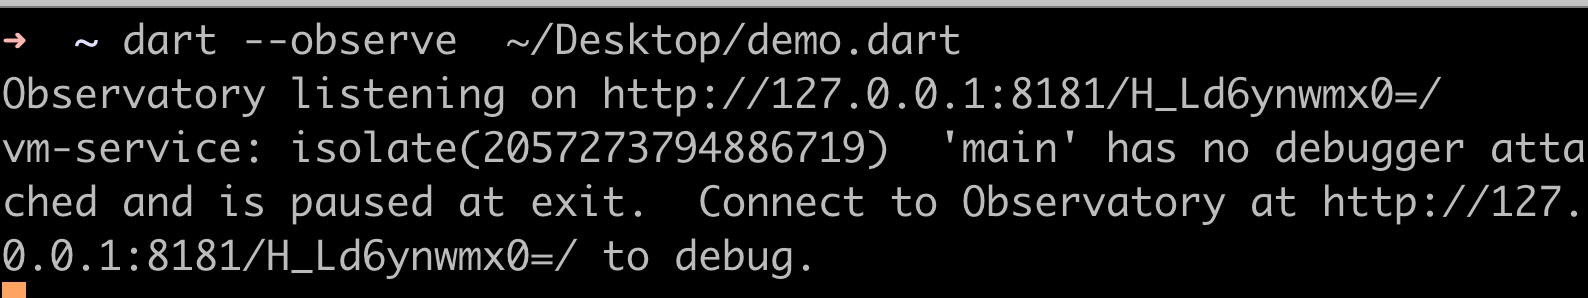 ➜  ~ dart --observe  ~/Desktop/demo.dart
Observatory listening on http://127.0.0.1:8181/H_Ld6ynwmx0=/
vm-service: isolate(2057273794886719)  'main' has no debugger atta
ched and is paused at exit.  Connect to Observatory at http://127.
0.0.1:8181/H_Ld6ynwmx0=/ to debug.